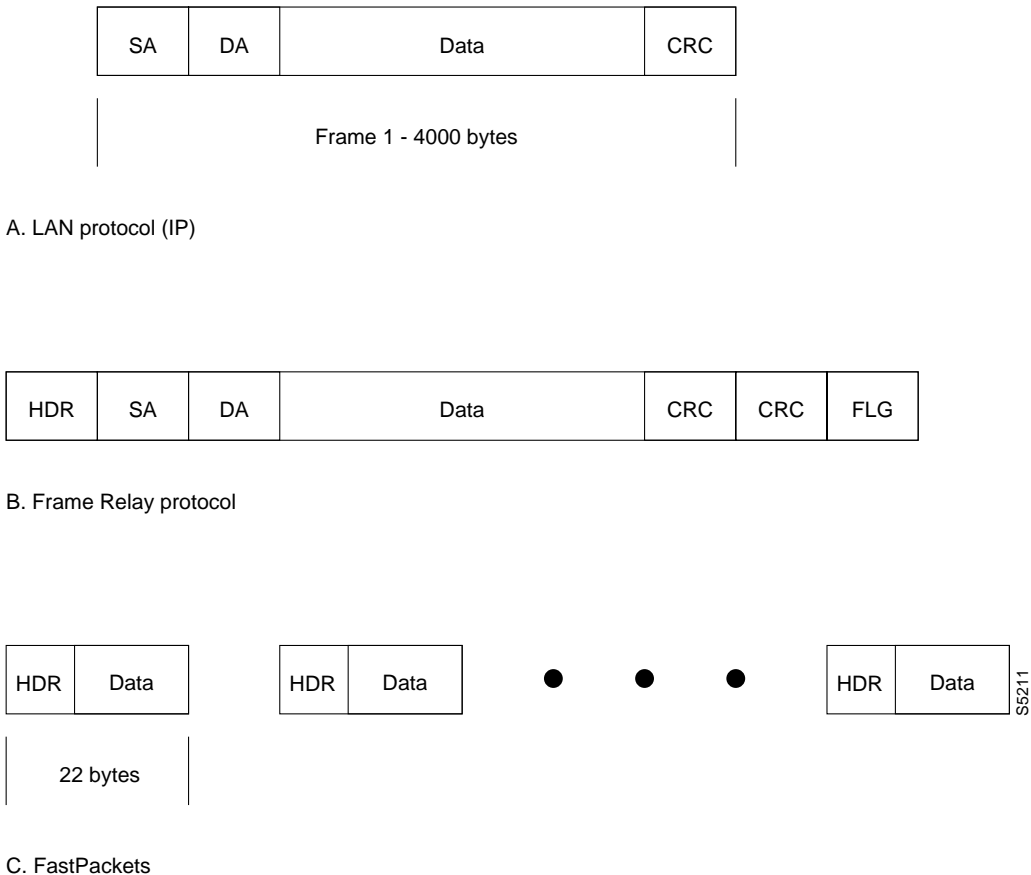 SA DA Data CRC
Frame 1 - 4000 bytes
A. LAN protocol (IP)
HDR SA DA Data CRC CRC FLG
B. Frame Relay protocol
HDR Data HDR Data HDR Data
S5211
22 bytes
C. FastPackets